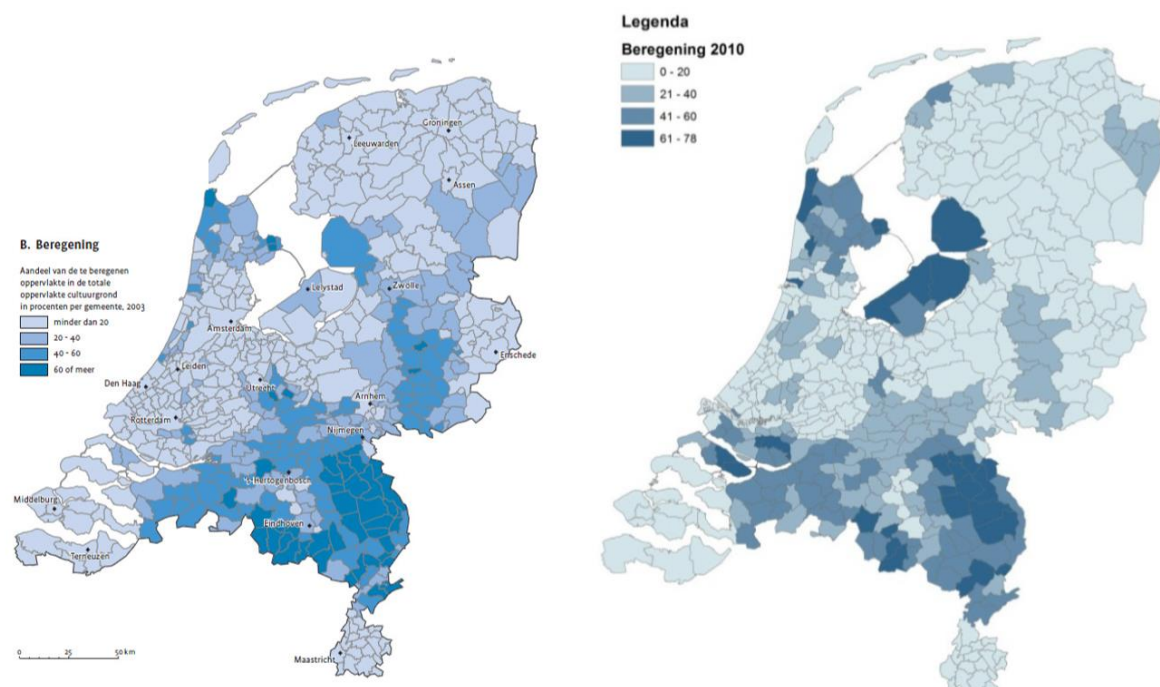 B. Beregening
Aandeel van de te beregenen
oppervlakte in de totale
oppervlakte cultuurgrond
in procenten per gemeente, 2003
minder dan 20
20 - 40
40 - 60
60 of meer
Groningen
Leeuwarden
Assen
Lelystad
Zwolle
Amsterdam
Enschede
Leiden
Den Haag
Utrecht
Arnhem
Rotterdam
Nijmegen
's Hertogenbosch
Middelburg
Eindhoven
Terneuzen
Maastricht
0 25 50 km
Legenda
Beregening 2010
0 - 20
21 - 40
41 - 60
61 - 78